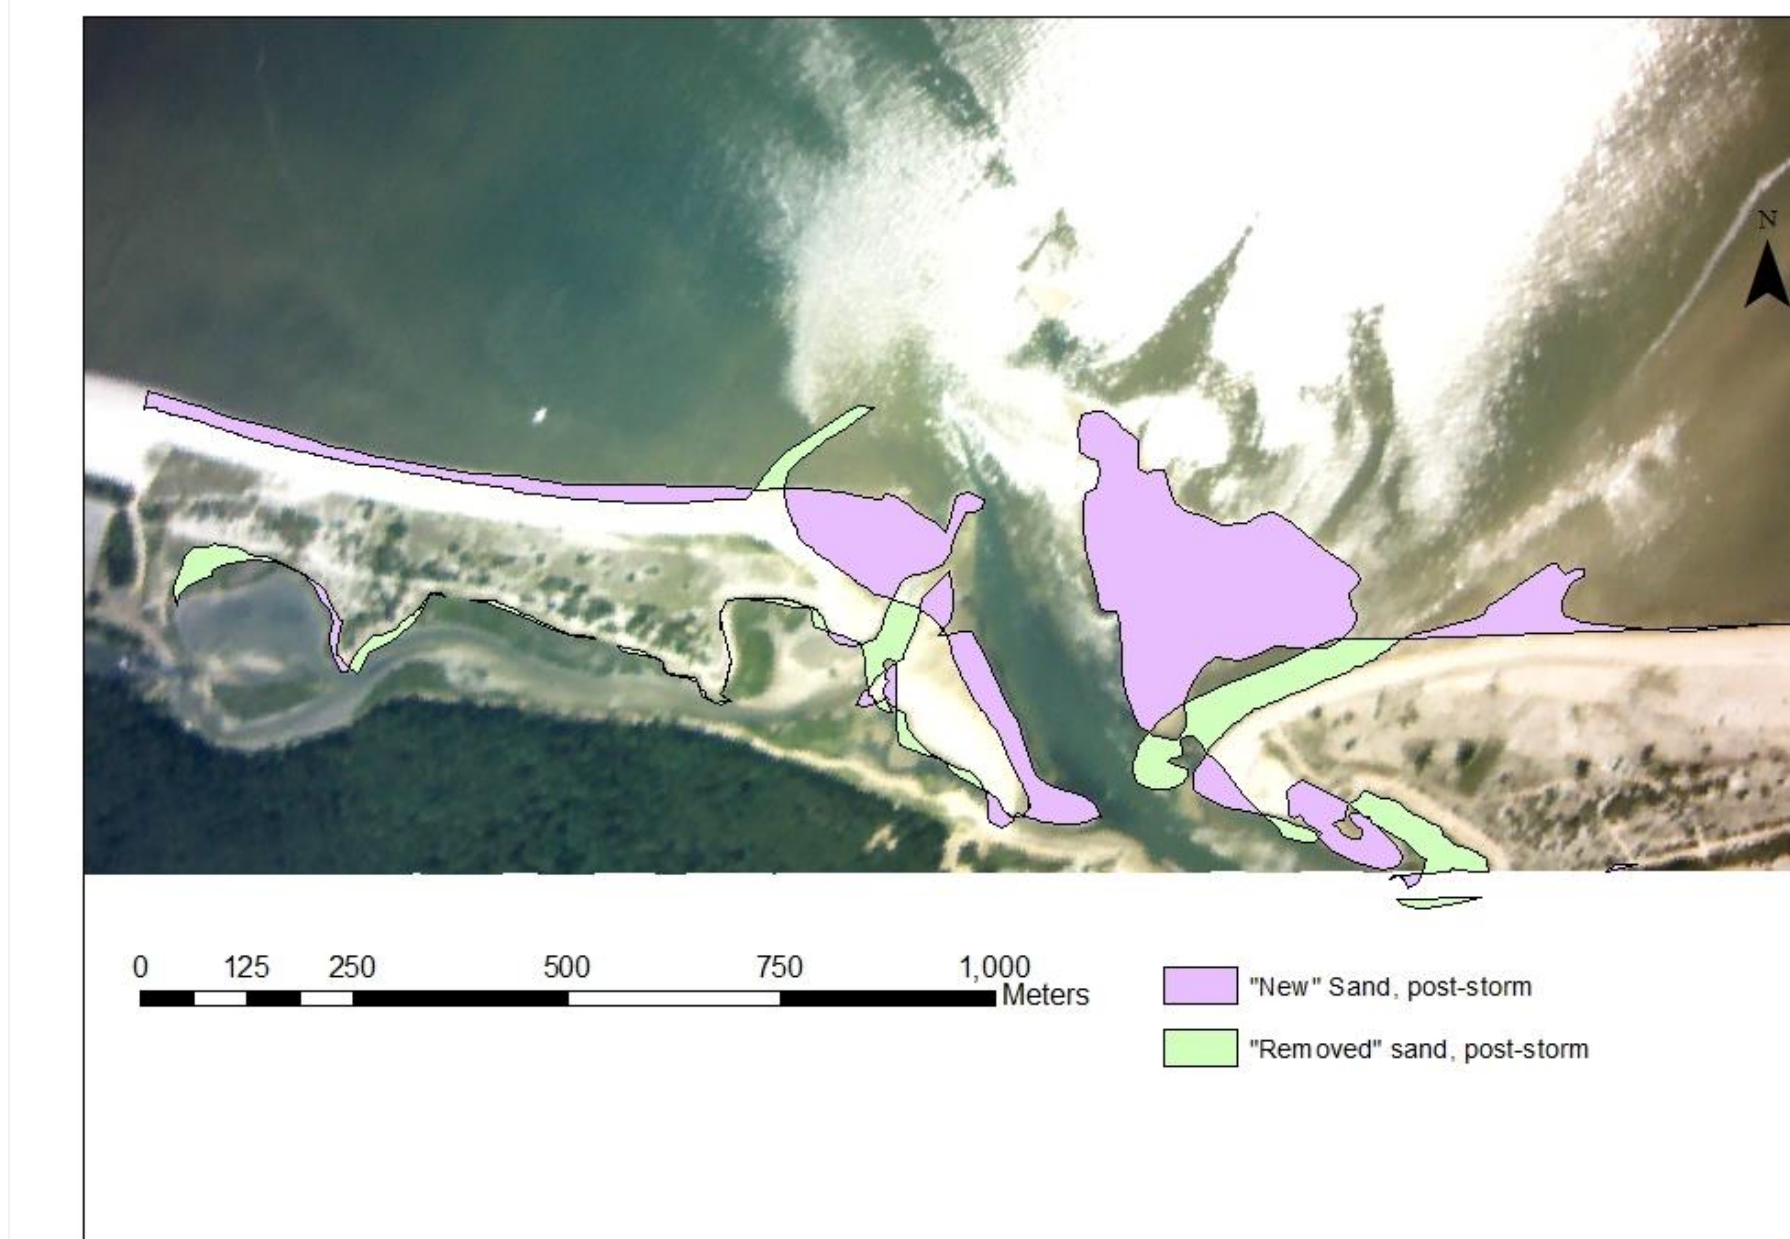 N
0 125 250 500 750 1,000
Meters
"New" Sand, post-storm
"Removed" sand, post-storm